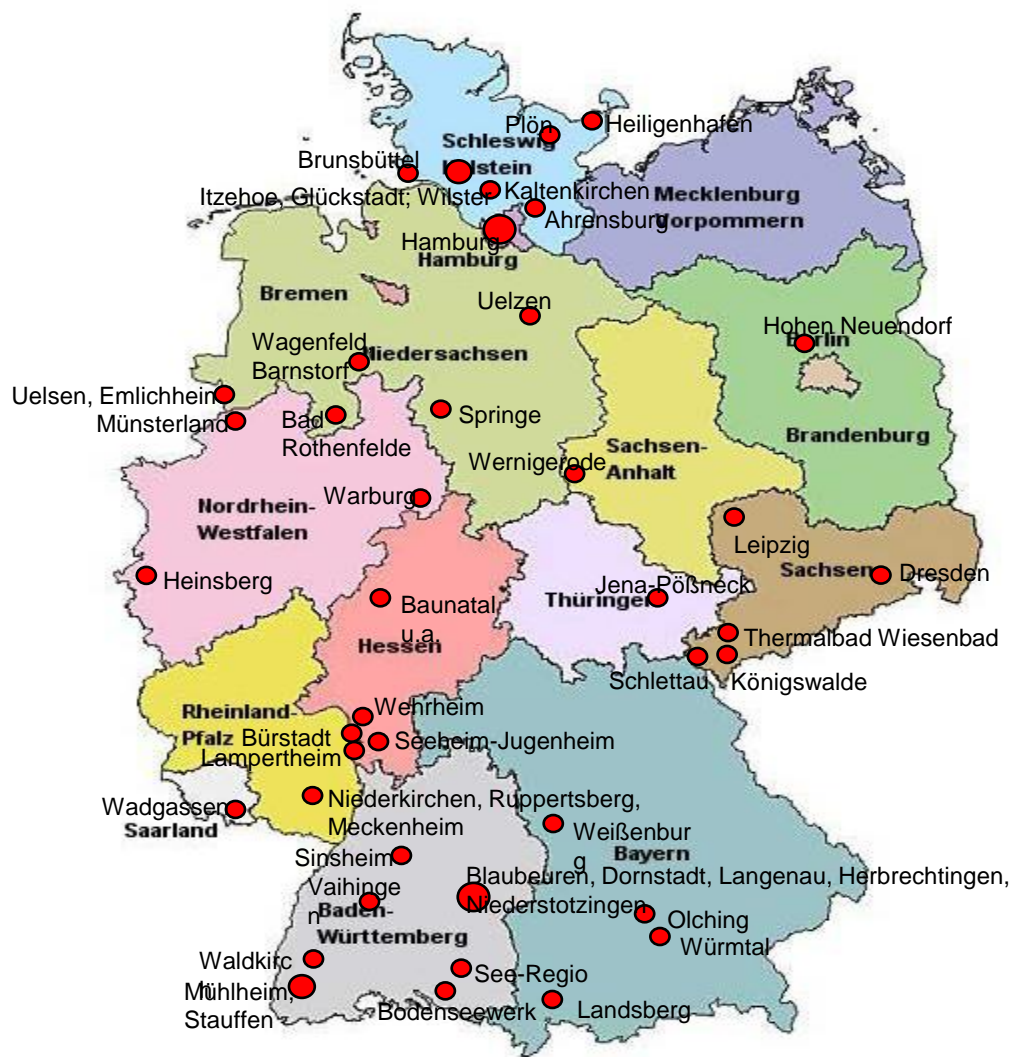 Plön
Heiligenhafen
Schleswig
Holstein
Brunsbüttel
Itzehoe, Glückstadt; Wilster
Kaltenkirchen
Mecklenburg
Vorpommern
Ahrensburg
Hamburg
Hamburg
Bremen
Uelzen
Hohen Neuendorf
Berlin
Wagenfeld,
Barnstorf
Niedersachsen
Uelsen, Emlichheim
Münsterland
Bad
Rothenfelde
Springe
Sachsen-
Anhalt
Brandenburg
Wernigerode
Warburg
Nordrhein-
Westfalen
Leipzig
Heinsberg
Sachsen
Dresden
Jena-Pößneck
Thüringen
Baunatal
u.a.
Hessen
Thermalbad Wiesenbad
Schlettau
Königswalde
Wehrheim
Rheinland-
Pfalz
Bürstadt
Seeheim-Jugenheim
Lampertheim
Wadgassen
Saarland
Niederkirchen, Ruppertsberg,
Meckenheim
Weißenbur
g
Bayern
Sinsheim
Blaubeuren, Dornstadt, Langenau, Herbrechtingen,
Niederstotzingen
Vaihinge
n
Baden-
Württemberg
Olching
Würmtal
Waldkirc
h
Mühlheim,
Stauffen
See-Regio
Bodenseewerk
Landsberg